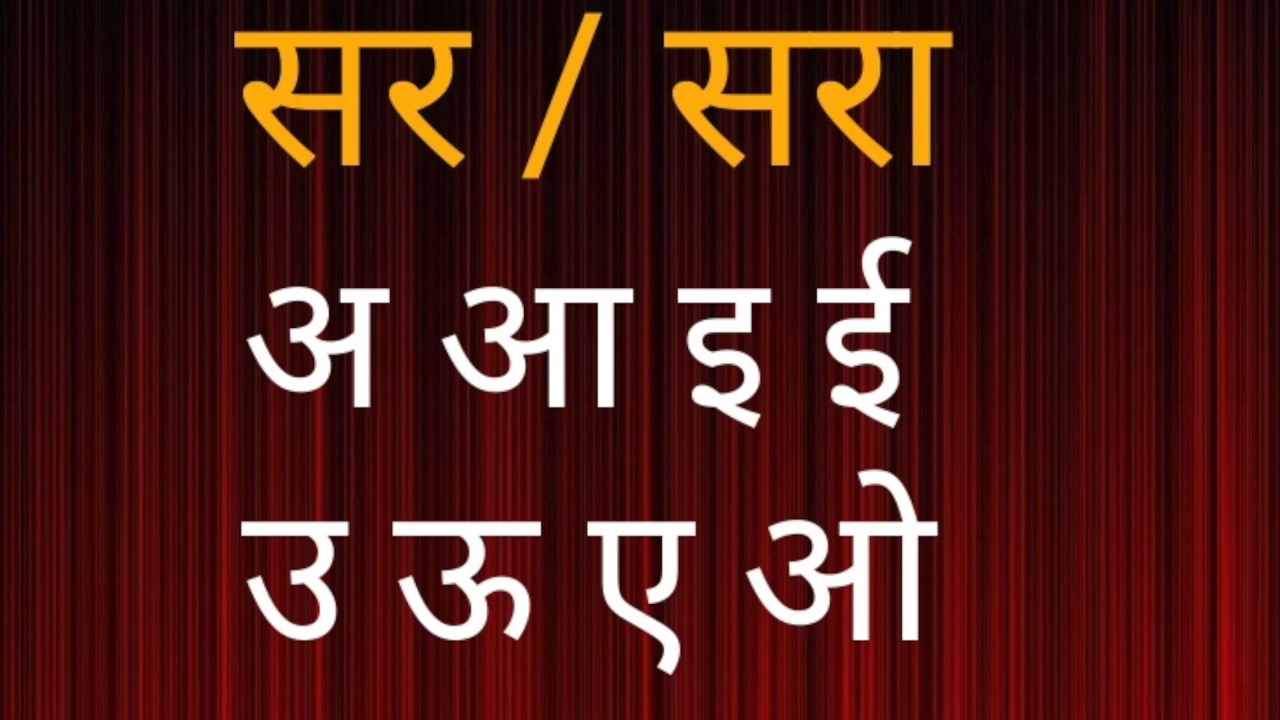 सर / सरा
अ आ इ ई
उ ऊ ए ओ